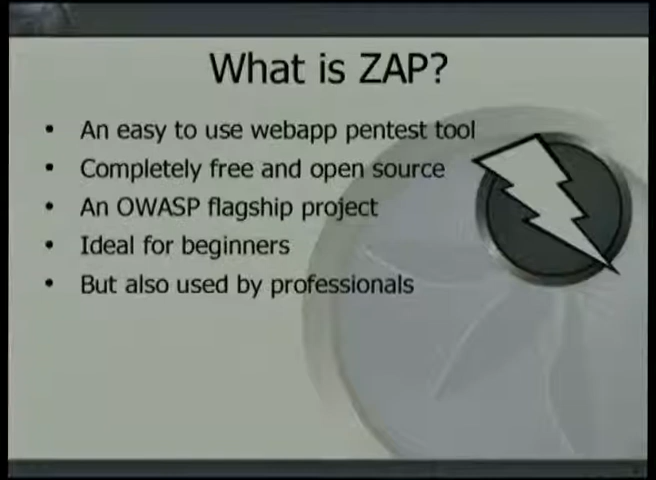 What is ZAP?
• An easy to use webapp pentest tool
• Completely free and open source
• An OWASP flagship project
• Ideal for beginners
• But also used by professionals